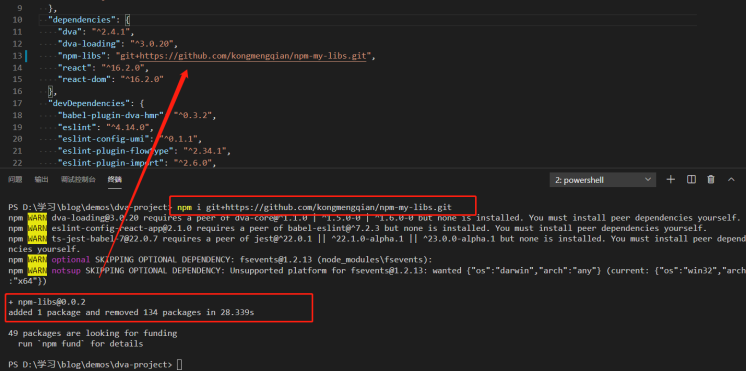 9 },
10 "dependencies": {
11 "dva": "^2.4.1",
12 "dva-loading": "^3.0.20",
13 "npm-libs": "git+https://github.com/kongmengqian/npm-my-libs.git",
14 "react": "^16.2.0",
15 "react-dom": "^16.2.0"
16 },
17 "devDependencies": {
18 "babel-plugin-dva-hmr": "^0.3.2",
19 "eslint": "^4.14.0",
20 "eslint-config-umi": "^0.1.1",
21 "eslint-plugin-flowtype": "^2.34.1",
22 "eslint-plugin-import": "^2.6.0",
问题 输出 调试控制台 终端 2: powershell
PS D:\学习\blog\demos\dva-project> npm i git+https://github.com/kongmengqian/npm-my-libs.git
npm WARN dva-loading@3.0.20 requires a peer of dva-core@^1.1.0 | ^1.5.0-0 | ^1.6.0-0 but none is installed. You must install peer dependencies yourself.
npm WARN eslint-config-react-app@2.1.0 requires a peer of babel-eslint@^7.2.3 but none is installed. You must install peer dependencies yourself.
npm WARN ts-jest-babel-7@22.0.7 requires a peer of jest@^22.0.1 || ^22.1.0-alpha.1 || ^23.0.0-alpha.1 but none is installed. You must install peer depende
ncies yourself.
npm WARN optional SKIPPING OPTIONAL DEPENDENCY: fsevents@1.2.13 (node_modules\fsevents):
npm WARN notsup SKIPPING OPTIONAL DEPENDENCY: Unsupported platform for fsevents@1.2.13: wanted {"os":"darwin","arch":"any"} (current: {"os":"win32","arch"
:"x64"})
+ npm-libs@0.0.2
added 1 package and removed 134 packages in 28.339s
49 packages are looking for funding
run `npm fund` for details
PS D:\学习\blog\demos\dva-project>